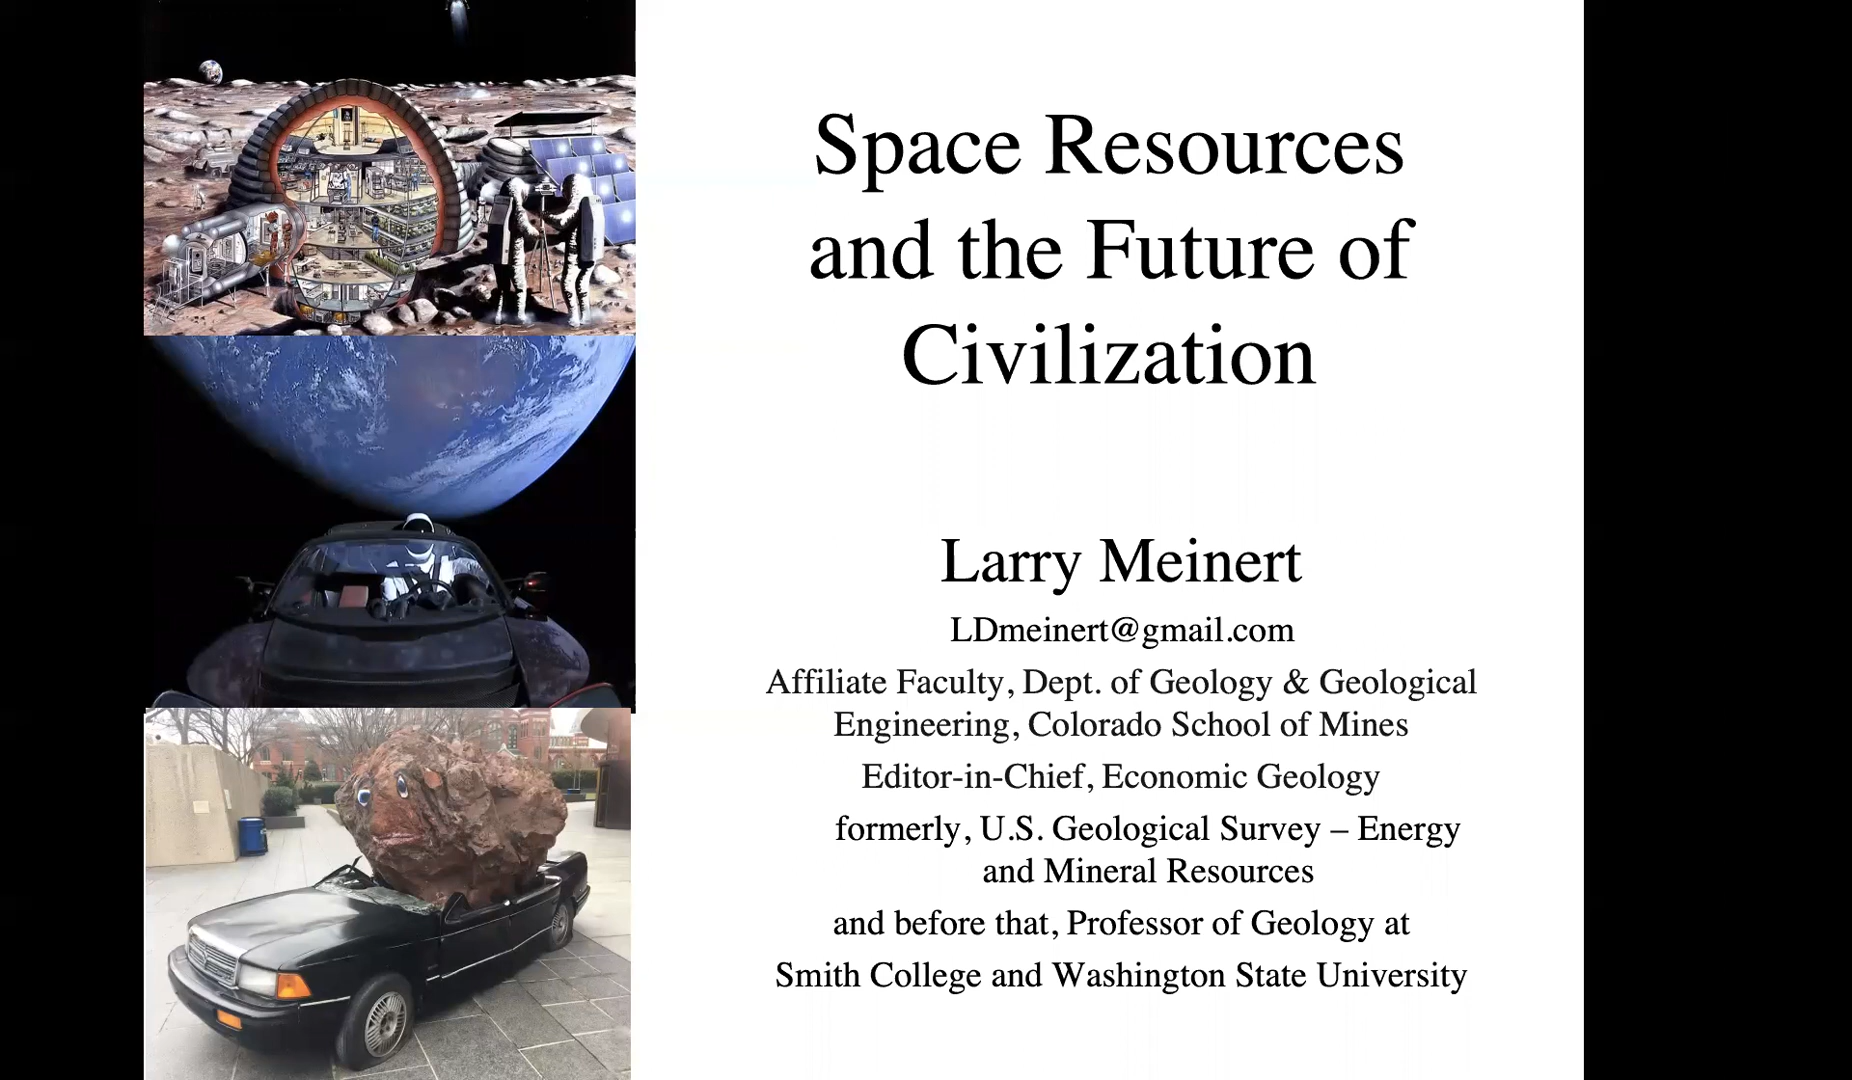 Space Resources
and the Future of
Civilization
Larry Meinert
LDmeinert@gmail.com
Affiliate Faculty, Dept. of Geology & Geological
Engineering, Colorado School of Mines
Editor-in-Chief, Economic Geology
formerly, U.S. Geological Survey – Energy
and Mineral Resources
and before that, Professor of Geology at
Smith College and Washington State University